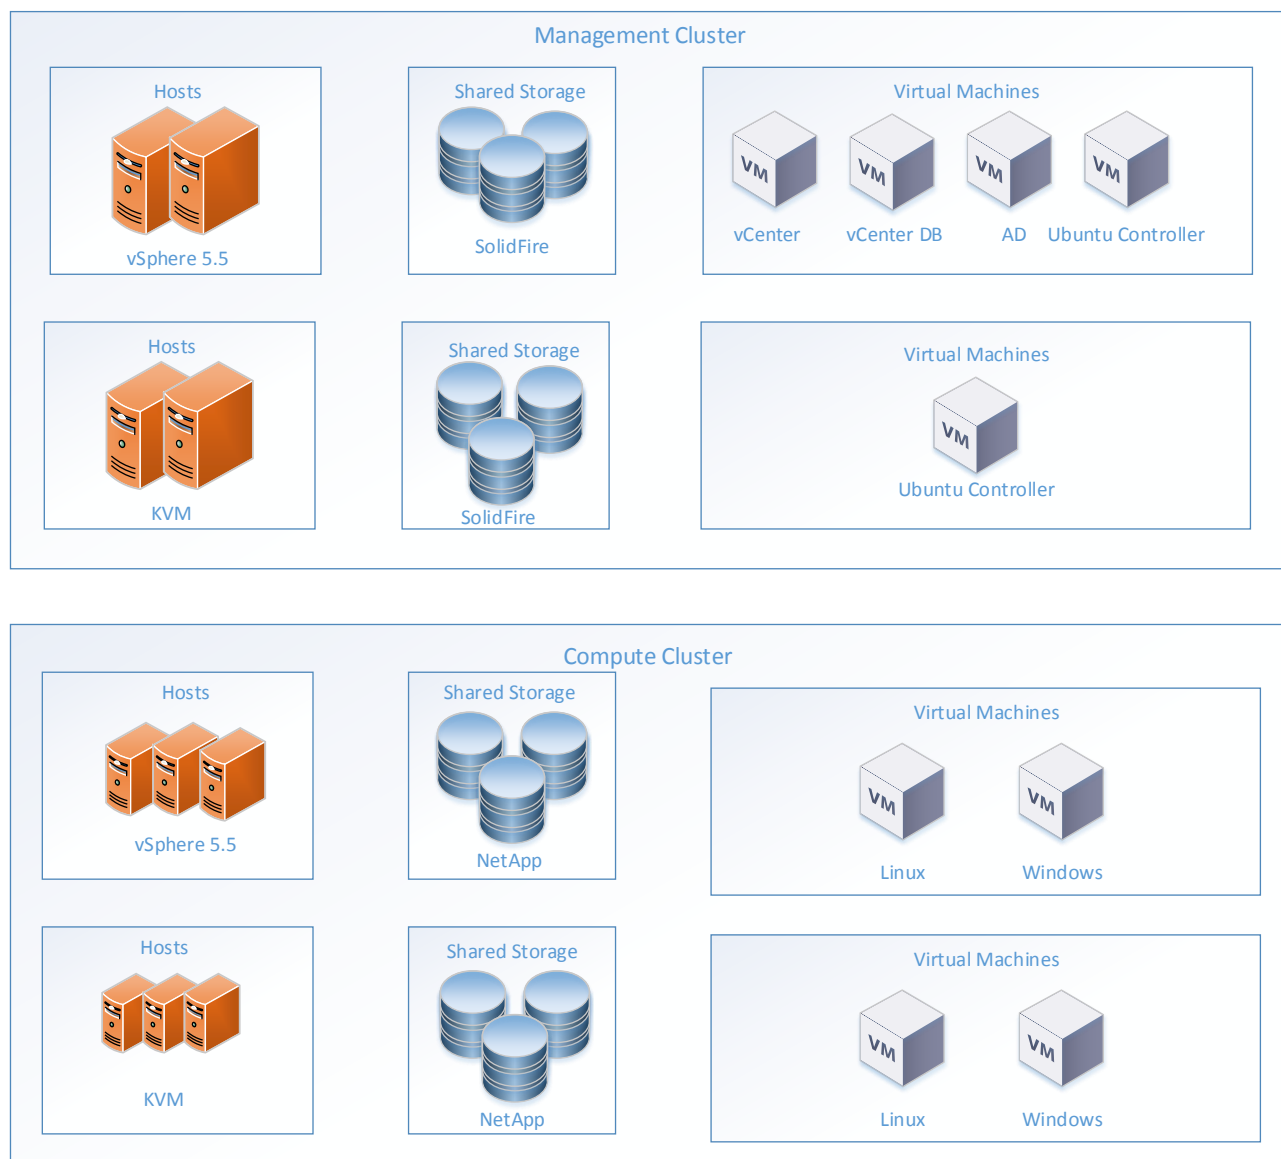 Management Cluster
Hosts
Shared Storage
Virtual Machines
VM
VM
VM
VM
vSphere 5.5
SolidFire
vCenter
vCenter DB
AD
Ubuntu Controller
Hosts
Shared Storage
Virtual Machines
VM
KVM
SolidFire
Ubuntu Controller
Compute Cluster
Hosts
Shared Storage
Virtual Machines
VM
VM
vSphere 5.5
NetApp
Linux
Windows
Hosts
Shared Storage
Virtual Machines
VM
VM
KVM
NetApp
Linux
Windows